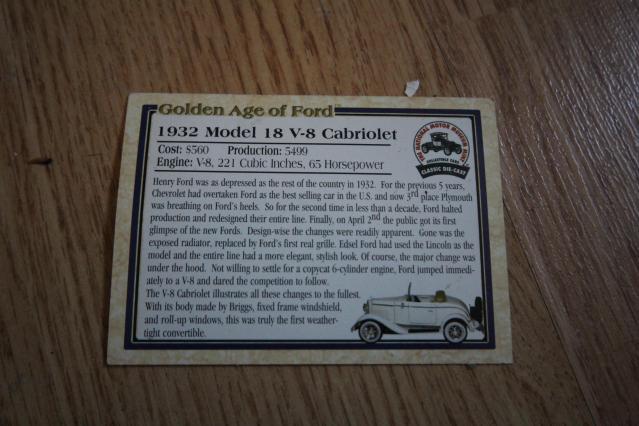 Golden Age of Ford
1932 Model 18 V-8 Cabriolet
Cost: $560 Production: 5499
Engine: V-8, 221 Cubic Inches, 65 Horsepower
THE NATIONAL MOTOR MUSEUM MINT
COLLECTIBLE CARD
CLASSIC DIE-CAST
Henry Ford was as depressed as the rest of the country in 1932. For the previous 5 years,
Chevrolet had overtaken Ford as the best selling car in the U.S. and now 3rd place Plymouth
was breathing on Ford's heels. So for the second time in less than a decade, Ford halted
production and redesigned their entire line. Finally, on April 2nd the public got its first
glimpse of the new Fords. Design-wise the changes were readily apparent. Gone was the
exposed radiator, replaced by Ford's first real grille. Edsel Ford had used the Lincoln as the
model and the entire line had a more elegant, stylish look. Of course, the major change was
under the hood. Not willing to settle for a copycat 6-cylinder engine, Ford jumped immedi-
ately to a V-8 and dared the competition to follow.
The V-8 Cabriolet illustrates all these changes to the fullest.
With its body made by Briggs, fixed frame windshield,
and roll-up windows, this was truly the first weather-
tight convertible.